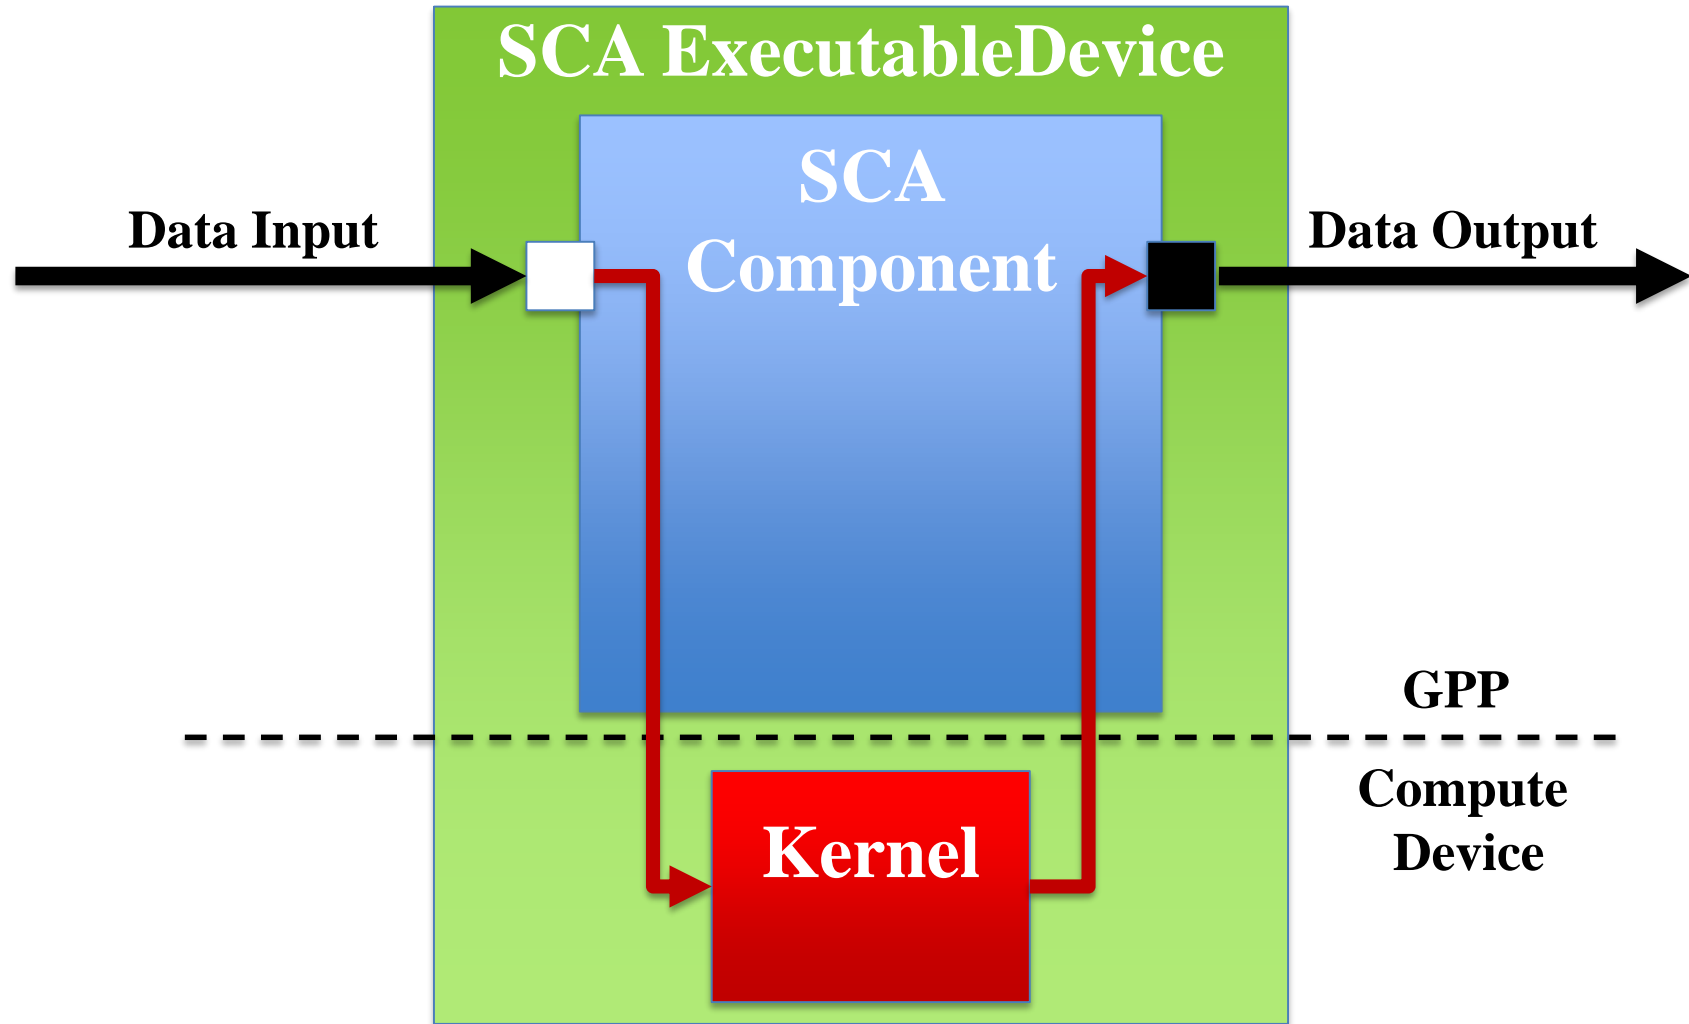 SCA ExecutableDevice
SCA
Component
Data Input
Data Output
GPP
Compute
Device
Kernel